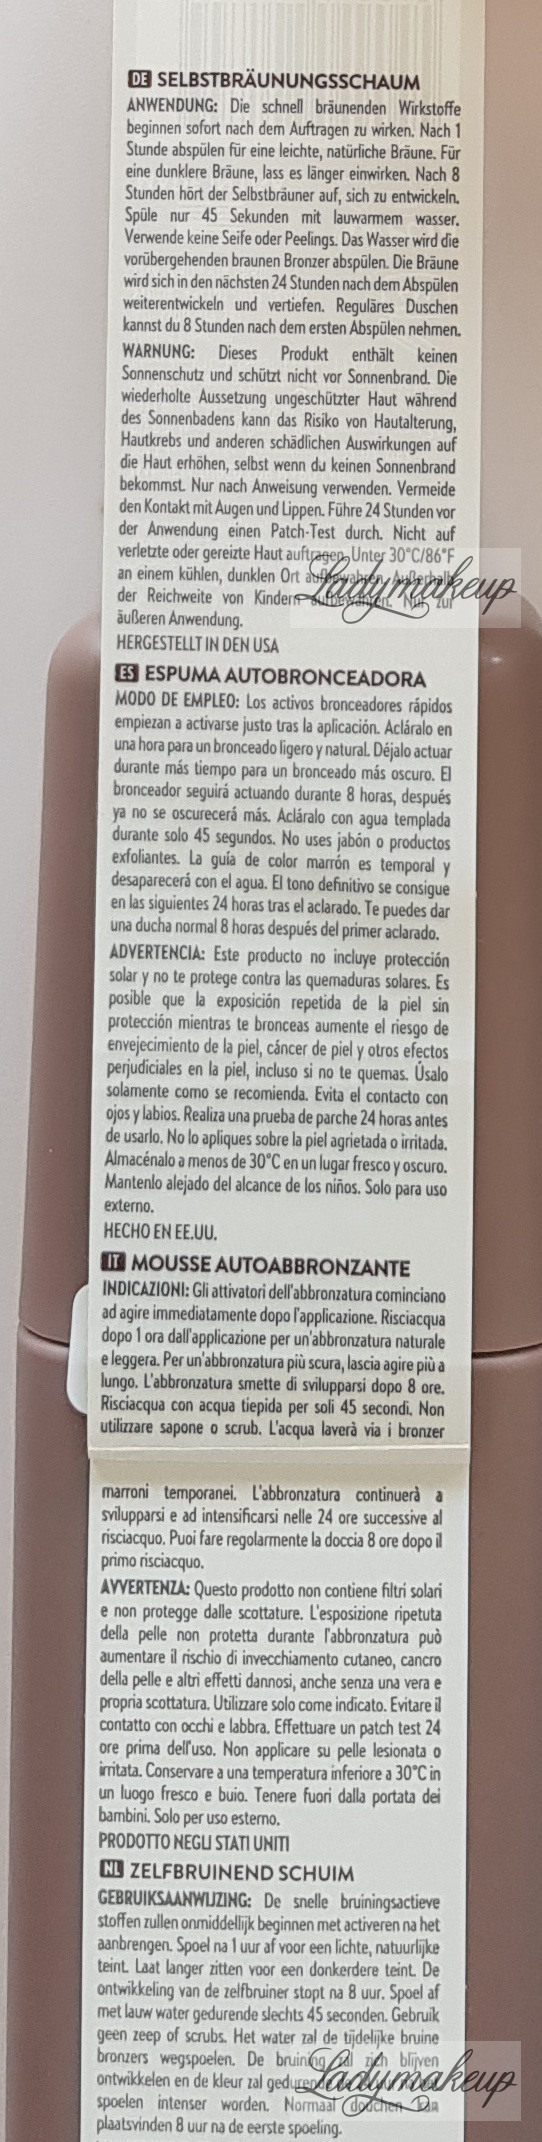 DE SELBSTBRÄUNUNGSSCHAUM
ANWENDUNG: Die schnell bräunenden Wirkstoffe
beginnen sofort nach dem Auftragen zu wirken. Nach 1
Stunde abspülen für eine leichte, natürliche Bräune. Für
eine dunklere Bräune, lass es länger einwirken. Nach 8
Stunden hört der Selbstbräuner auf, sich zu entwickeln.
Spüle nur 45 Sekunden mit lauwarmem wasser.
Verwende keine Seife oder Peelings. Das Wasser wird die
vorübergehenden braunen Bronzer abspülen. Die Bräune
wird sich in den nächsten 24 Stunden nach dem Abspülen
weiterentwickeln und vertiefen. Reguläres Duschen
kannst du 8 Stunden nach dem ersten Abspülen nehmen.
WARNUNG: Dieses Produkt enthält keinen
Sonnenschutz und schützt nicht vor Sonnenbrand. Die
wiederholte Aussetzung ungeschützter Haut während
des Sonnenbadens kann das Risiko von Hautalterung,
Hautkrebs und anderen schädlichen Auswirkungen auf
die Haut erhöhen, selbst wenn du keinen Sonnenbrand
bekommst. Nur nach Anweisung verwenden. Vermeide
den Kontakt mit Augen und Lippen. Führe 24 Stunden vor
der Anwendung einen Patch-Test durch. Nicht auf
verletzte oder gereizte Haut auftragen. Unter 30°C/86°F
an einem kühlen, dunklen Ort aufbewahren. Außerhalb
der Reichweite von Kindern aufbewahren. Nur zur
äußeren Anwendung.
Ladymakeup
HERGESTELLT IN DEN USA
ES ESPUMA AUTOBRONCEADORA
MODO DE EMPLEO: Los activos bronceadores rápidos
empiezan a activarse justo tras la aplicación. Acláralo en
una hora para un bronceado ligero y natural. Déjalo actuar
durante más tiempo para un bronceado más oscuro. El
bronceador seguirá actuando durante 8 horas, después
ya no se oscurecerá más. Acláralo con agua templada
durante solo 45 segundos. No uses jabón o productos
exfoliantes. La guía de color marrón es temporal y
desaparecerá con el agua. El tono definitivo se consigue
en las siguientes 24 horas tras el aclarado. Te puedes dar
una ducha normal 8 horas después del primer aclarado.
ADVERTENCIA: Este producto no incluye protección
solar y no te protege contra las quemaduras solares. Es
posible que la exposición repetida de la piel sin
protección mientras te bronceas aumente el riesgo de
envejecimiento de la piel, cáncer de piel y otros efectos
perjudiciales en la piel, incluso si no te quemas. Úsalo
solamente como se recomienda. Evita el contacto con
ojos y labios. Realiza una prueba de parche 24 horas antes
de usarlo. No lo apliques sobre la piel agrietada o irritada.
Almacénalo a menos de 30°C en un lugar fresco y oscuro.
Mantenlo alejado del alcance de los niños. Solo para uso
externo.
HECHO EN EE.UU.
IT MOUSSE AUTOABBRONZANTE
INDICAZIONI: Gli attivatori dell'abbronzatura cominciano
ad agire immediatamente dopo l'applicazione. Risciacqua
dopo 1 ora dall'applicazione per un'abbronzatura naturale
e leggera. Per un'abbronzatura più scura, lascia agire più a
lungo. L'abbronzatura smette di svilupparsi dopo 8 ore.
Risciacqua con acqua tiepida per soli 45 secondi. Non
utilizzare sapone o scrub. L'acqua laverà via i bronzer
marroni temporanei. L'abbronzatura continuerà a
svilupparsi e ad intensificarsi nelle 24 ore successive al
risciacquo. Puoi fare regolarmente la doccia 8 ore dopo il
primo risciacquo.
AVVERTENZA: Questo prodotto non contiene filtri solari
e non protegge dalle scottature. L'esposizione ripetuta
della pelle non protetta durante l'abbronzatura può
aumentare il rischio di invecchiamento cutaneo, cancro
della pelle e altri effetti dannosi, anche senza una vera e
propria scottatura. Utilizzare solo come indicato. Evitare il
contatto con occhi e labbra. Effettuare un patch test 24
ore prima dell'uso. Non applicare su pelle lesionata o
irritata. Conservare a una temperatura inferiore a 30°C in
un luogo fresco e buio. Tenere fuori dalla portata dei
bambini. Solo per uso esterno.
PRODOTTO NEGLI STATI UNITI
NL ZELFBRUINEND SCHUIM
GEBRUIKSAANWIJZING: De snelle bruiningsactieve
stoffen zullen onmiddellijk beginnen met activeren na het
aanbrengen. Spoel na 1 uur af voor een lichte, natuurlijke
teint. Laat langer zitten voor een donkerdere teint. De
ontwikkeling van de zelfbruiner stopt na 8 uur. Spoel af
met lauw water gedurende slechts 45 seconden. Gebruik
geen zeep of scrubs. Het water zal de tijdelijke bruine
bronzers wegspoelen. De bruining zal zich blijven
ontwikkelen en de kleur zal gedurende
spoelen intenser worden. Normaal douchen kan
plaatsvinden 8 uur na de eerste spoeling.
Ladymakeup